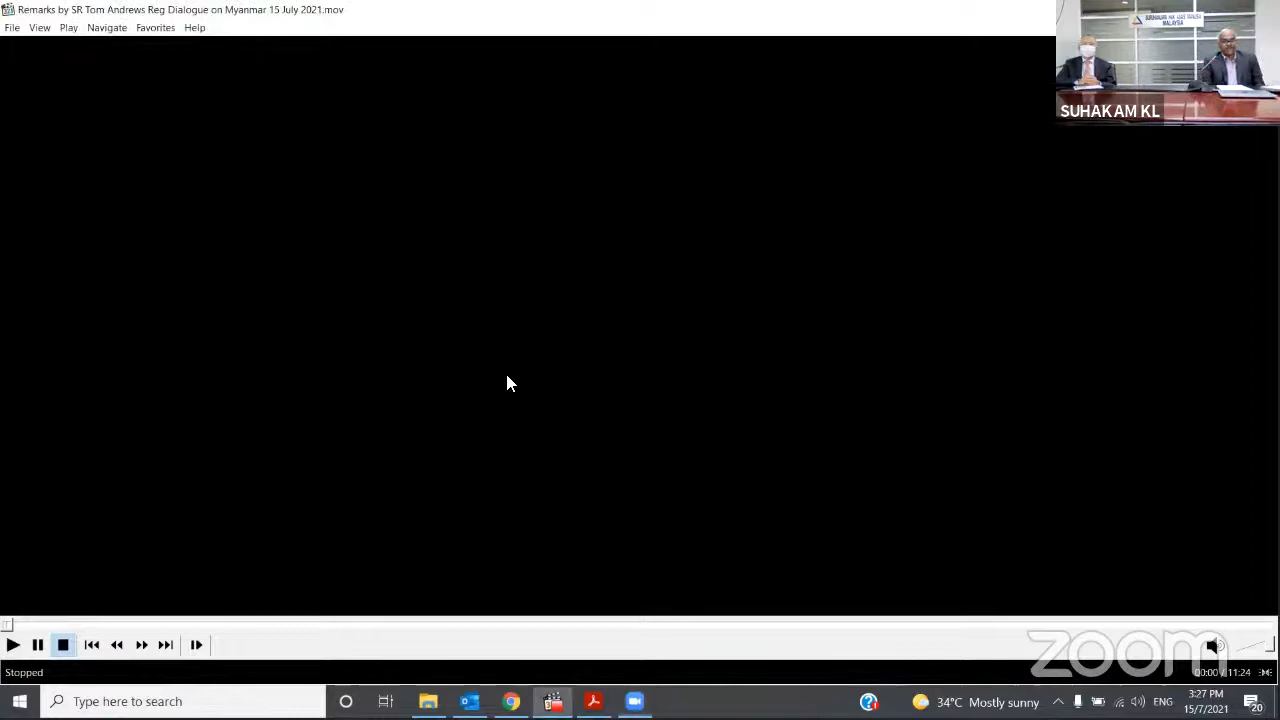 Remarks by SR Tom Andrews Reg Dialogue on Myanmar 15 July 2021.mov
File View Play Navigate Favorites Help
MALAYSIA
SUHAKAM KL
zoom
Stopped
00:00 / 11:24
Type here to search
34°C Mostly sunny
ENG
3:27 PM
15/7/2021
20